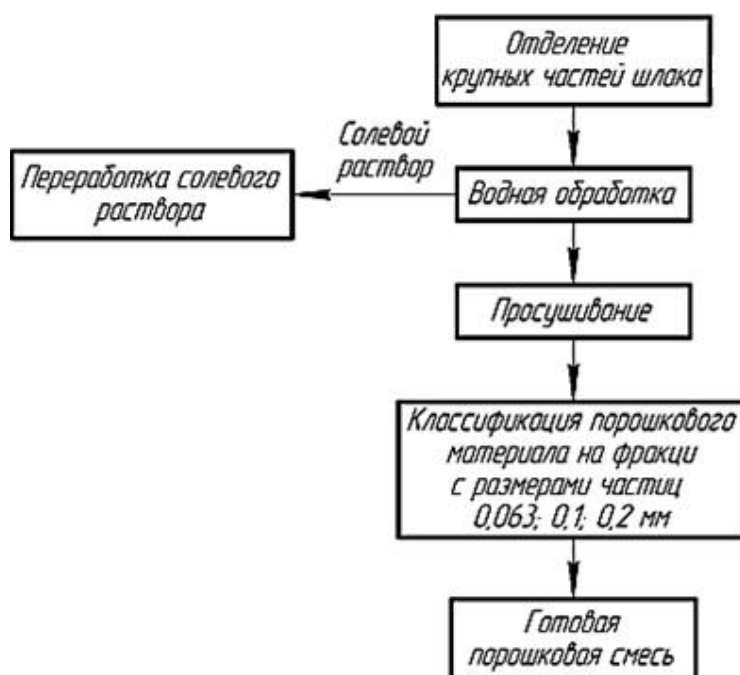 Отделение
крупных частей шлака
Солевой
раствор
Переработка солевого
раствора
Водная обработка
Просушивание
Классификация порошкового
материала на фракци
с размерами частиц
0,063; 0,1; 0,2 мм
Готовая
порошковая смесь